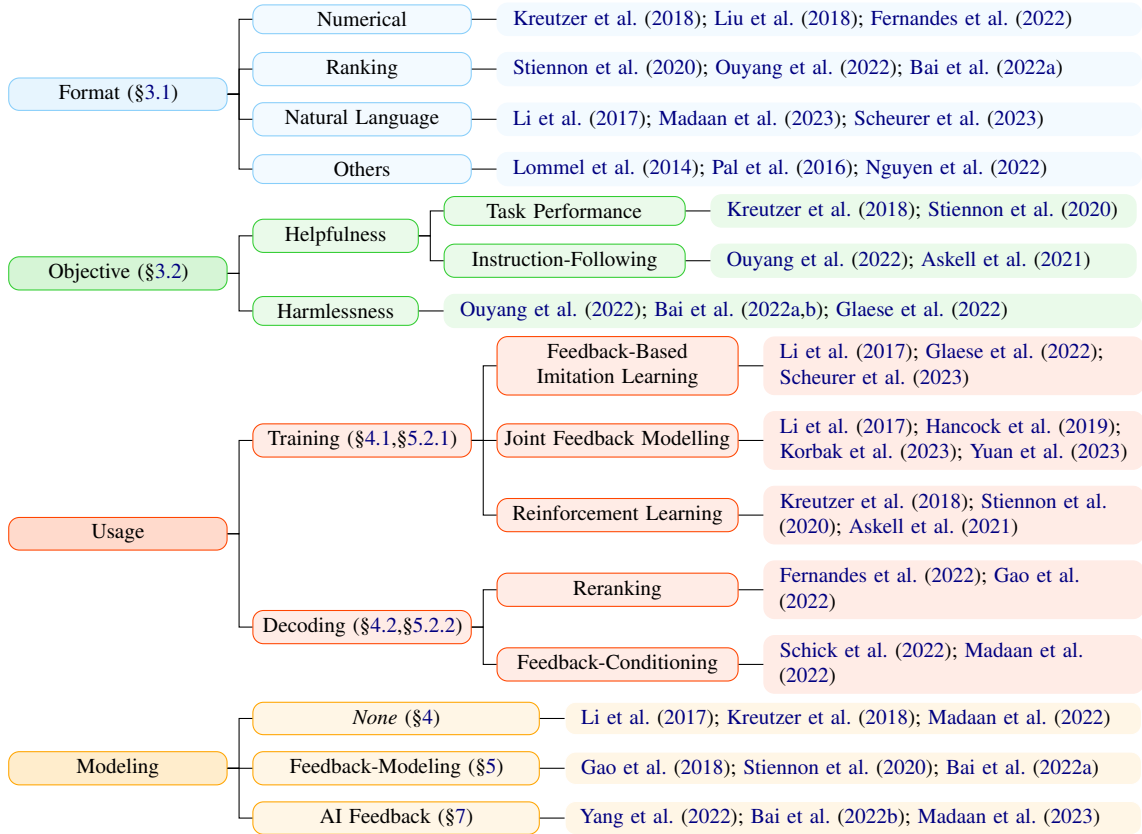 Numerical
Kreutzer et al. (2018); Liu et al. (2018); Fernandes et al. (2022)
Ranking
Stiennon et al. (2020); Ouyang et al. (2022); Bai et al. (2022a)
Format (§3.1)
Natural Language
Li et al. (2017); Madaan et al. (2023); Scheurer et al. (2023)
Others
Lommel et al. (2014); Pal et al. (2016); Nguyen et al. (2022)
Task Performance
Kreutzer et al. (2018); Stiennon et al. (2020)
Helpfulness
Instruction-Following
Ouyang et al. (2022); Askell et al. (2021)
Objective (§3.2)
Harmlessness
Ouyang et al. (2022); Bai et al. (2022a,b); Glaese et al. (2022)
Feedback-Based
Imitation Learning
Li et al. (2017); Glaese et al. (2022);
Scheurer et al. (2023)
Training (§4.1,§5.2.1)
Joint Feedback Modelling
Li et al. (2017); Hancock et al. (2019);
Korbak et al. (2023); Yuan et al. (2023)
Reinforcement Learning
Kreutzer et al. (2018); Stiennon et al.
(2020); Askell et al. (2021)
Usage
Reranking
Fernandes et al. (2022); Gao et al.
(2022)
Decoding (§4.2,§5.2.2)
Feedback-Conditioning
Schick et al. (2022); Madaan et al.
(2022)
None (§4)
Li et al. (2017); Kreutzer et al. (2018); Madaan et al. (2022)
Modeling
Feedback-Modeling (§5)
Gao et al. (2018); Stiennon et al. (2020); Bai et al. (2022a)
AI Feedback (§7)
Yang et al. (2022); Bai et al. (2022b); Madaan et al. (2023)